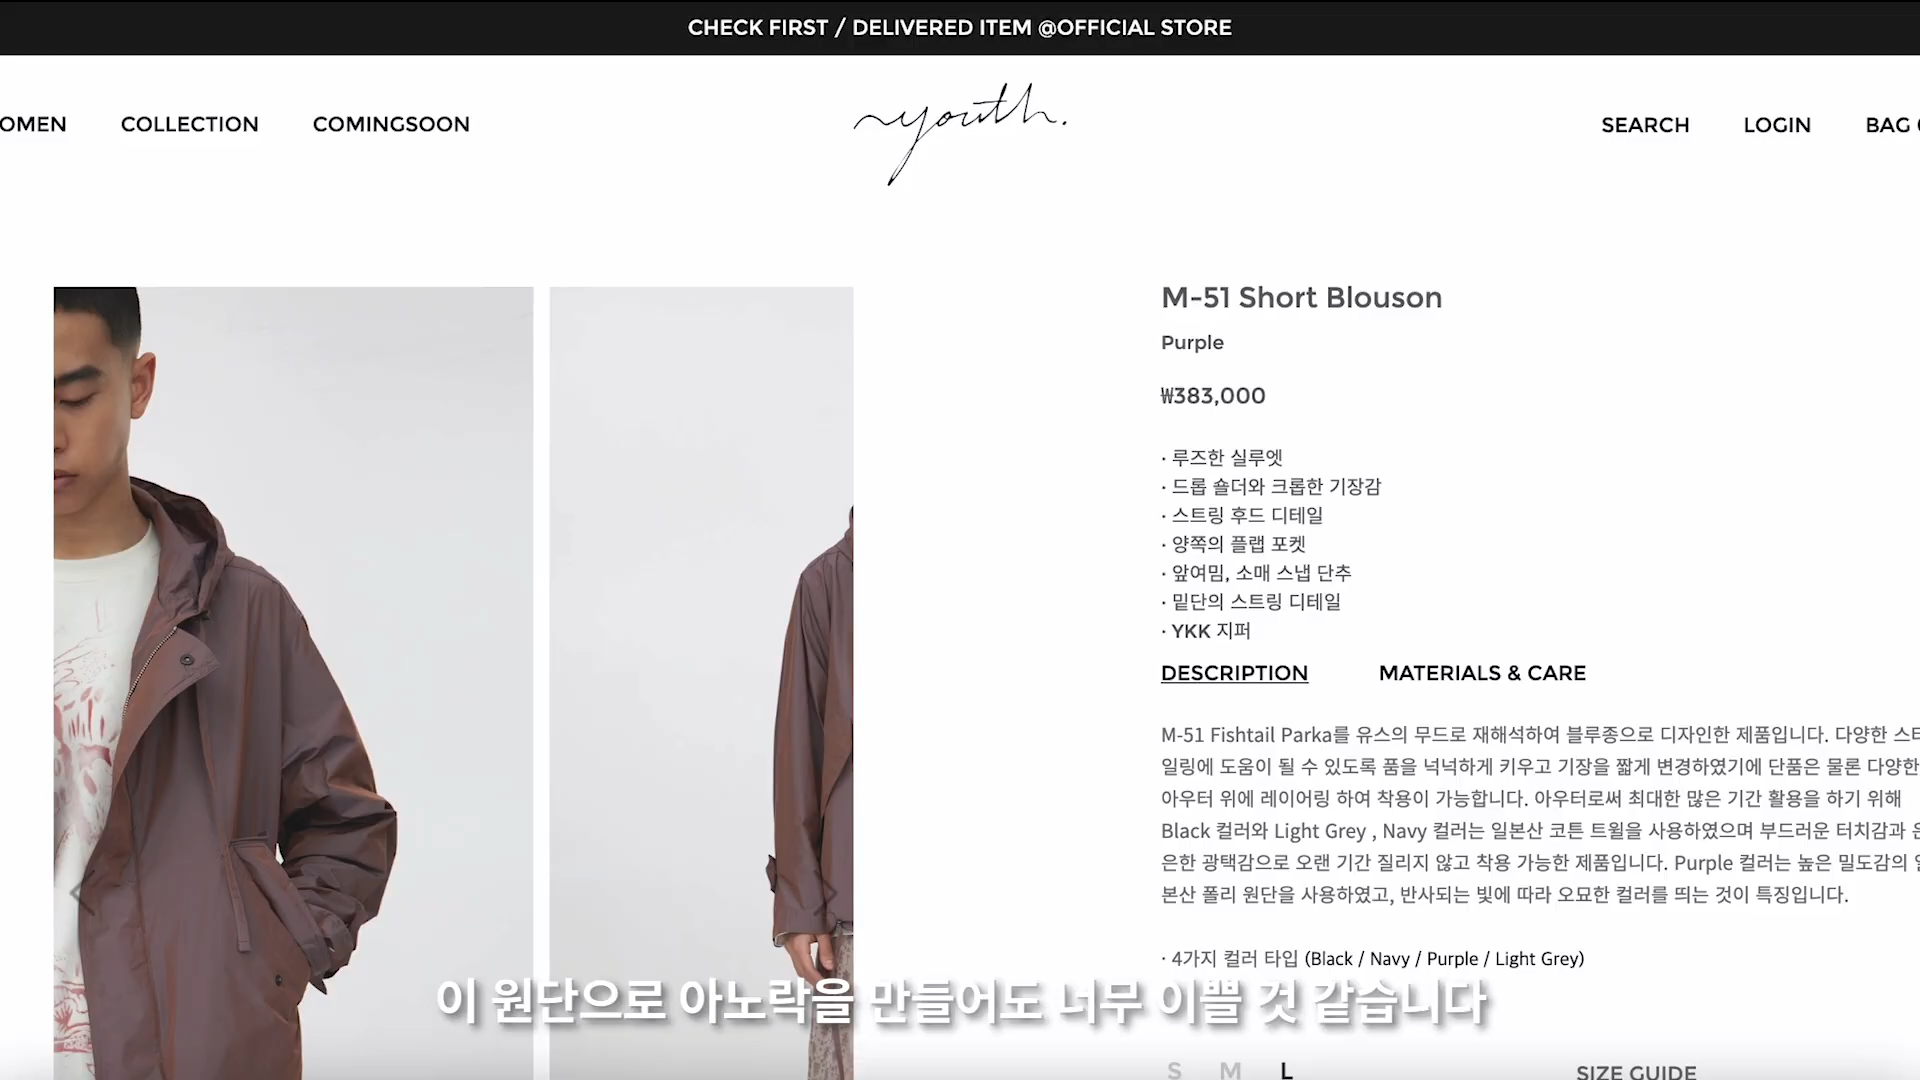 CHECK FIRST / DELIVERED ITEM @OFFICIAL STORE
OMEN COLLECTION COMINGSOON
youth.
SEARCH LOGIN BAG
M-51 Short Blouson
Purple
₩383,000
· 루즈한 실루엣
· 드롭 숄더와 크롭한 기장감
· 스트링 후드 디테일
· 양쪽의 플랩 포켓
· 앞여밈, 소매 스냅 단추
· 밑단의 스트링 디테일
· YKK 지퍼
DESCRIPTION MATERIALS & CARE
M-51 Fishtail Parka를 유스의 무드로 재해석하여 블루종으로 디자인한 제품입니다. 다양한
일링에 도움이 될 수 있도록 품을 넉넉하게 키우고 기장을 짧게 변경하였기에 단품은 물론 다양한
아우터 위에 레이어링 하여 착용이 가능합니다. 아우터로써 최대한 많은 기간 활용을 하기 위해
Black 컬러와 Light Grey , Navy 컬러는 일본산 코튼 트윌을 사용하였으며 부드러운 터치감과
은한 광택감으로 오랜 기간 질리지 않고 착용 가능한 제품입니다. Purple 컬러는 높은 밀도감의
본산 폴리 원단을 사용하였고, 반사되는 빛에 따라 오묘한 컬러를 띄는 것이 특징입니다.
· 4가지 컬러 타입 (Black / Navy / Purple / Light Grey)
이 원단으로 아노락을 만들어도 너무 이쁠 것 같습니다
S M L SIZE GUIDE